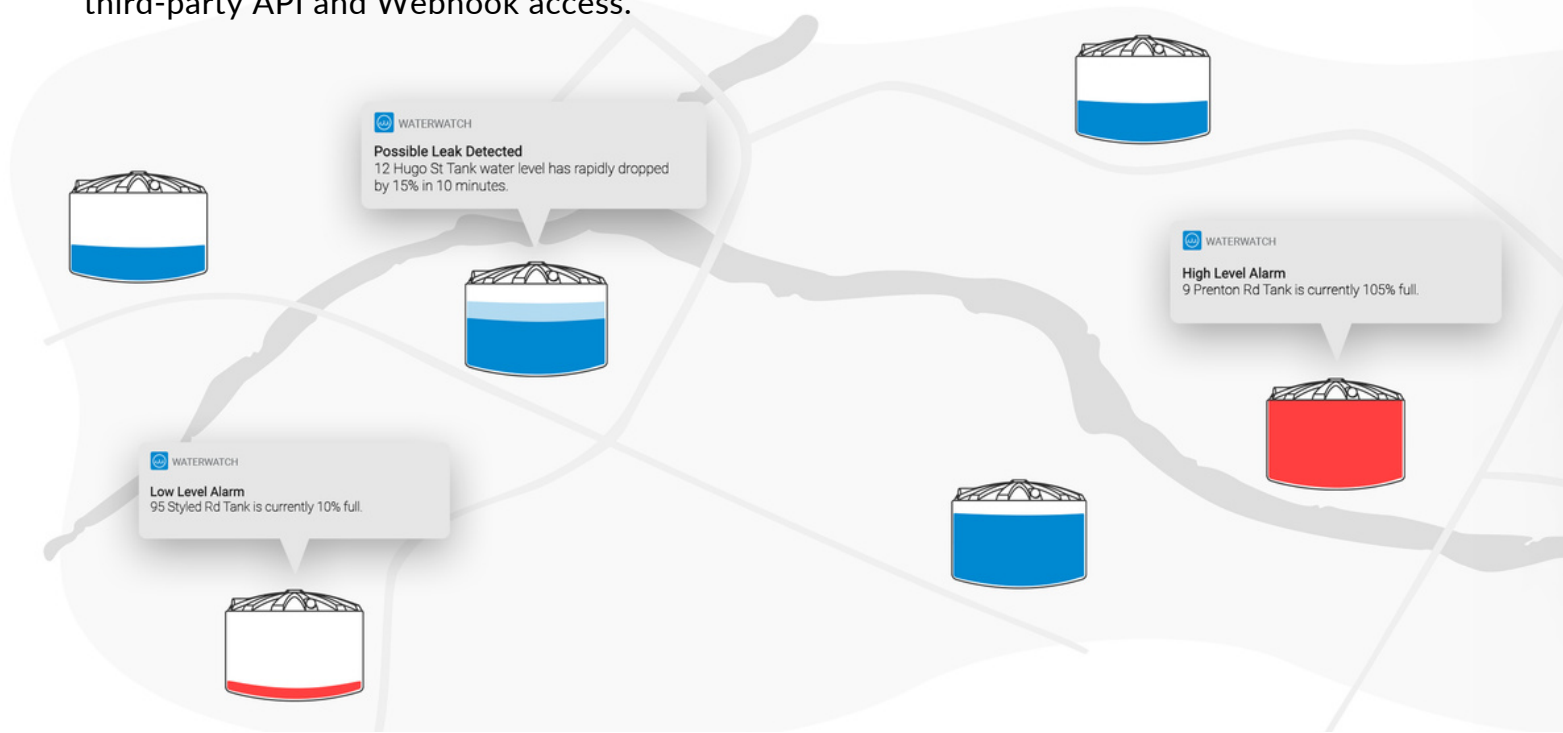 third-party API and Webhook access.
WATERWATCH
Possible Leak Detected
12 Hugo St Tank water level has rapidly dropped
by 15% in 10 minutes.
WATERWATCH
High Level Alarm
9 Prenton Rd Tank is currently 105% full.
WATERWATCH
Low Level Alarm
95 Styled Rd Tank is currently 10% full.